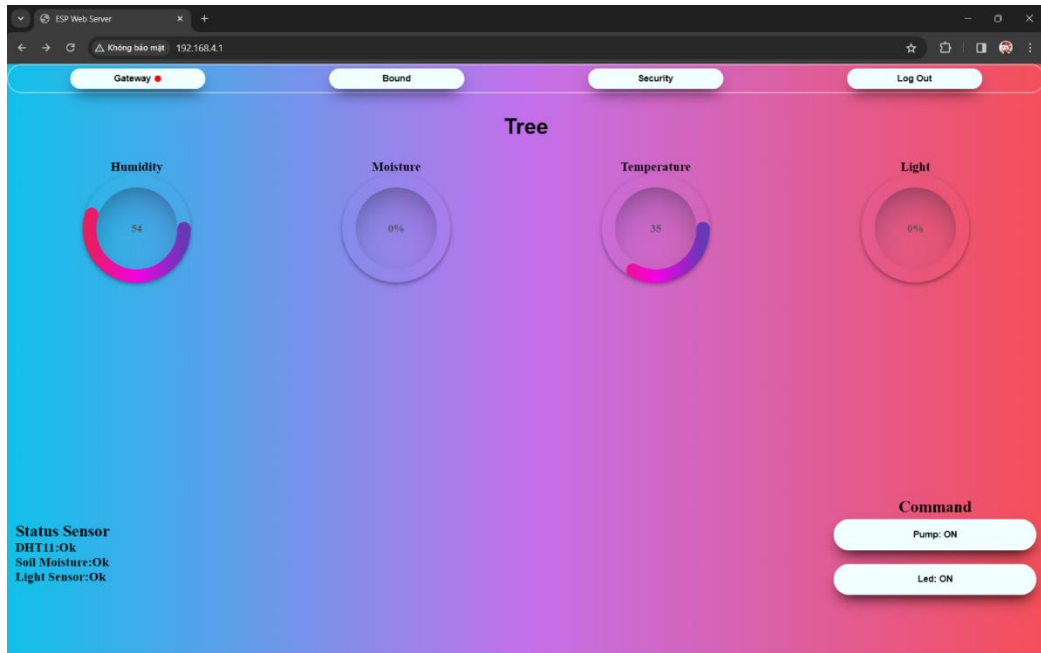 ESP Web Server
Không bảo mật 192.168.4.1
Gateway Bound Security Log Out
Tree
Humidity Moisture Temperature Light
54 0% 35 0%
Command
Status Sensor
Pump: ON
DHT11:Ok
Soil Moisture:Ok
Light Sensor:Ok
Led: ON